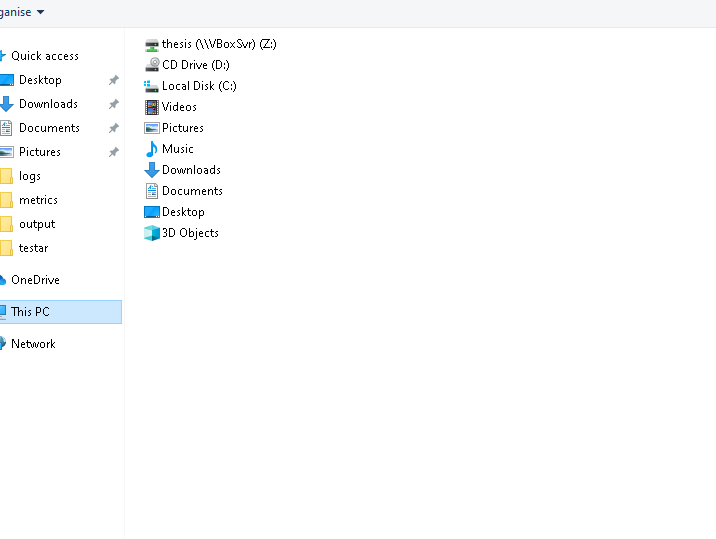 ganise
Quick access
Desktop
Downloads
Documents
Pictures
logs
metrics
output
testar
OneDrive
This PC
Network
thesis (\\VBoxSvr) (Z:)
CD Drive (D:)
Local Disk (C:)
Videos
Pictures
Music
Downloads
Documents
Desktop
3D Objects